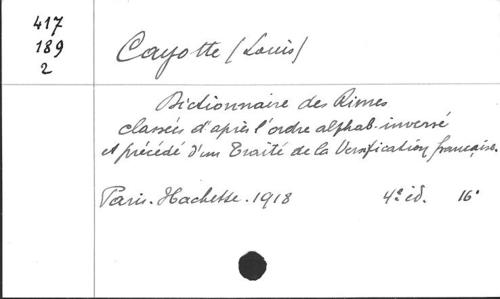 417
189
2
Cayotte (Louis)
Dictionnaire des Rimes
classées d'après l'ordre alphab. inversé
et précédé d'un Traité de la Versification française.
Paris. Hachette. 1918 4e éd. 16°